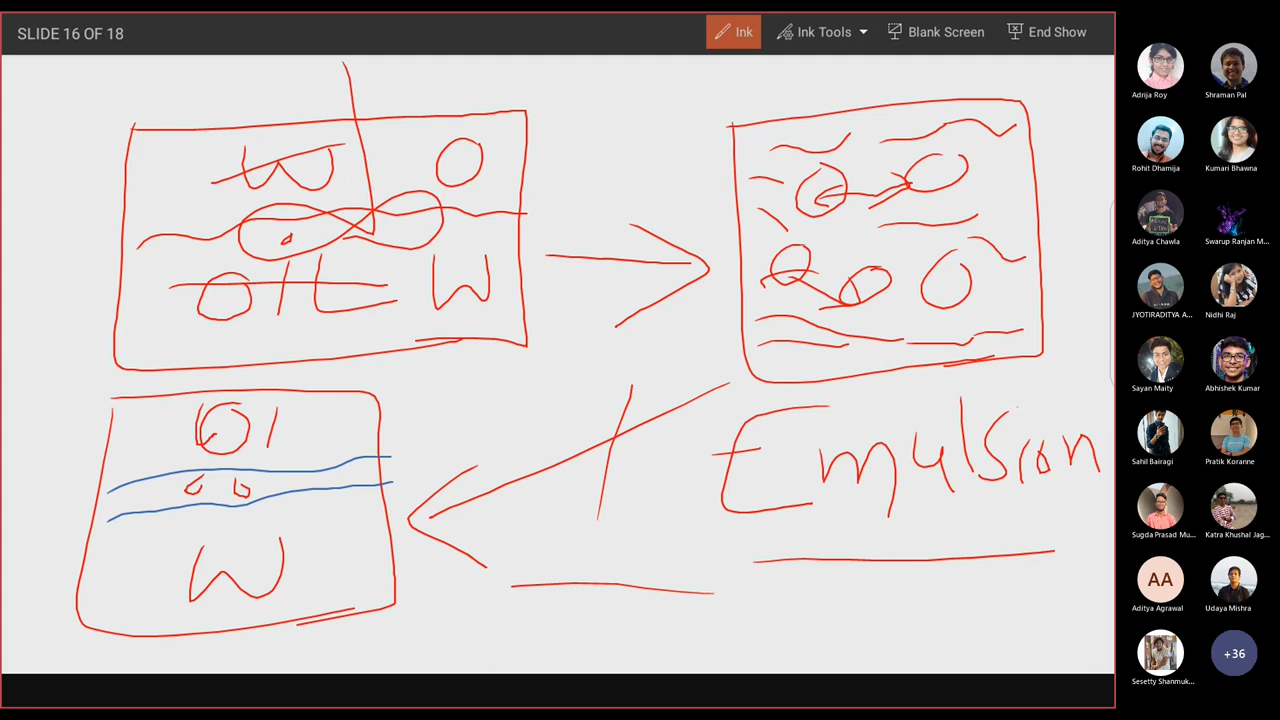 SLIDE 16 OF 18
Ink
Ink Tools
Blank Screen
End Show
W
O
Oil
W
Emulsion
Oil
W
Adrija Roy
Shraman Pal
Rohit Dhamija
Kumari Bhawna
Aditya Chawla
Swarup Ranjan M...
JYOTIRADITYA A...
Nidhi Raj
Sayan Maity
Abhishek Kumar
Sahil Bairagi
Pratik Koranne
Sugda Prasad Mu...
Katra Khushal Jag...
AA
Aditya Agrawal
Udaya Mishra
Sesetty Shanmuk...
+36